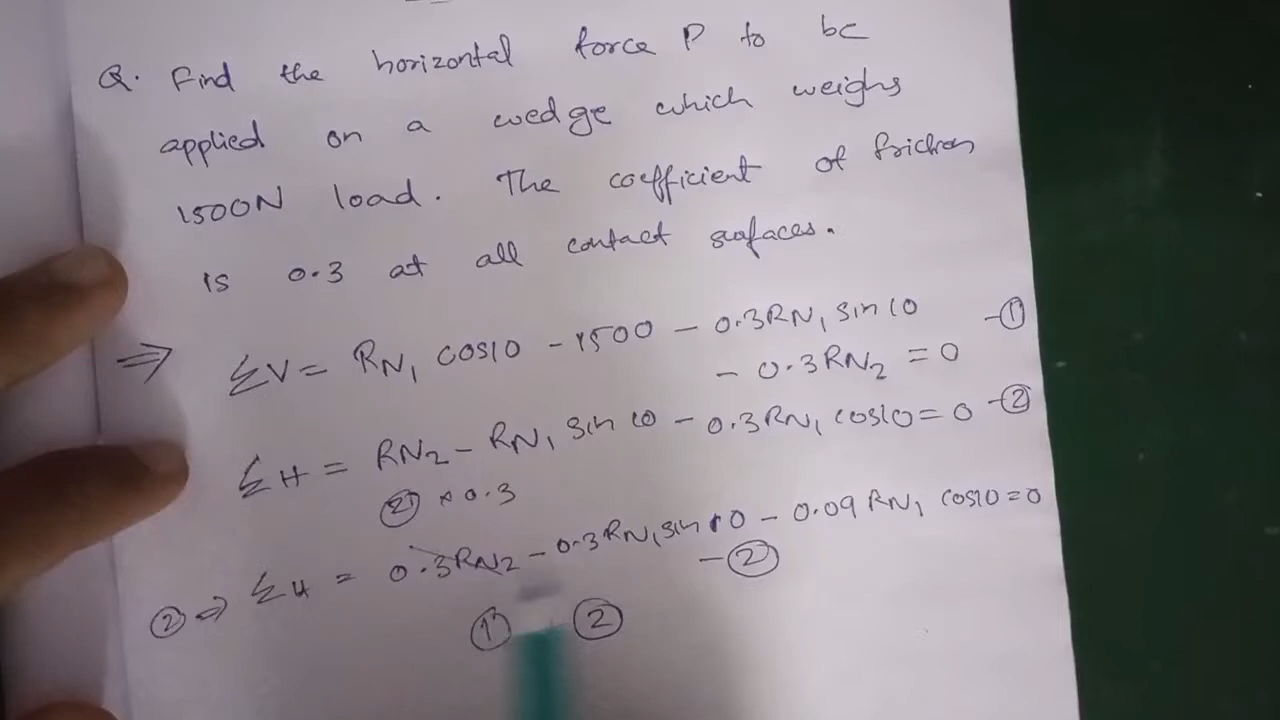 Q. Find the horizontal force P to be
applied on a wedge which weighs
1500N load. The coefficient of friction
is 0.3 at all contact surfaces.
⇒ ΣV = RN₁ cos10 - 1500 - 0.3RN₁ sin10 -①
- 0.3RN₂ = 0
ΣH = RN₂ - RN₁ sin10 - 0.3RN₁ cos10 = 0 -②
② × 0.3
② ⇒ ΣH = 0.3RN₂ - 0.3RN₁ sin10 - 0.09RN₁ cos10 = 0
-②
① ②